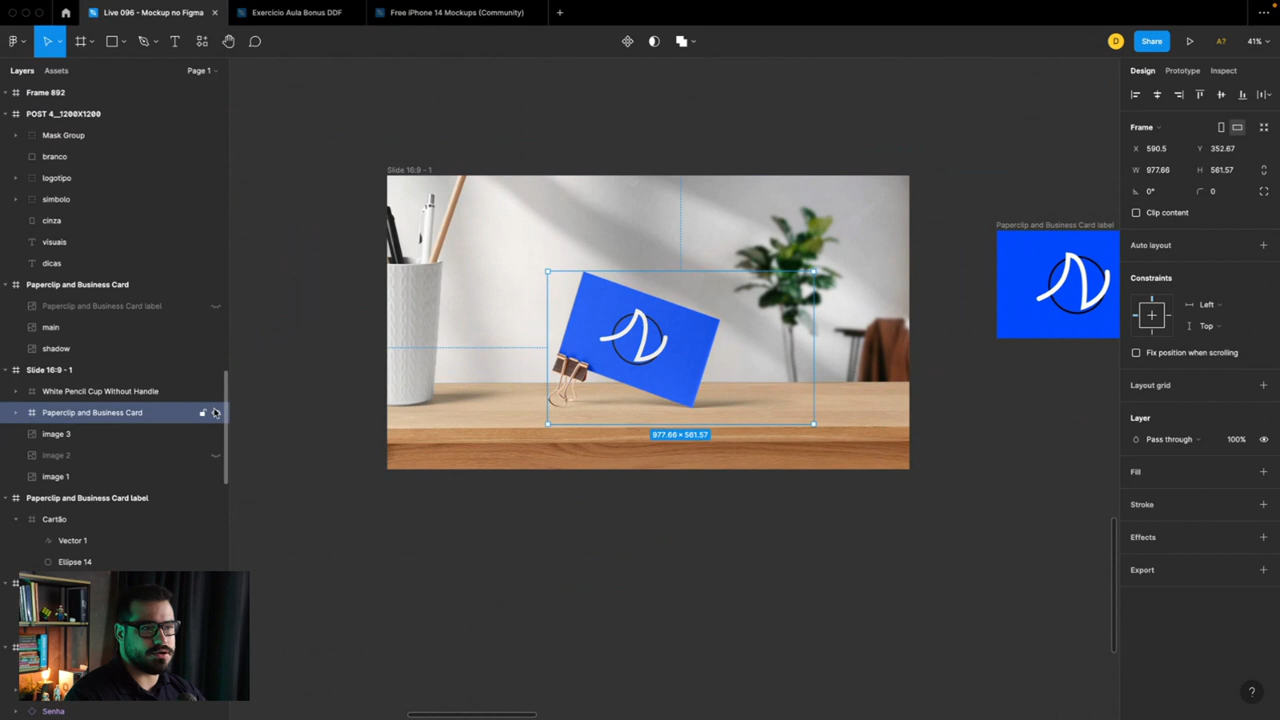 Live 096 - Mockup no Figma
Exercício Aula Bonus DDF
Free iPhone 14 Mockups (Community)
D
Share
A?
41%
Layers
Assets
Page 1
Frame 892
POST 4__1200X1200
Mask Group
branco
logotipo
simbolo
cinza
visuais
dicas
Paperclip and Business Card
Paperclip and Business Card label
main
shadow
Slide 16:9 - 1
White Pencil Cup Without Handle
Paperclip and Business Card
image 3
image 2
image 1
Paperclip and Business Card label
Cartão
Vector 1
Ellipse 14
Senha
Slide 16:9 - 1
977.66 × 561.57
Paperclip and Business Card label
Design
Prototype
Inspect
Frame
X 590.5
Y 352.67
W 977.66
H 561.57
0°
0
Clip content
Auto layout
Constraints
Left
Top
Fix position when scrolling
Layout grid
Layer
Pass through
100%
Fill
Stroke
Effects
Export
?